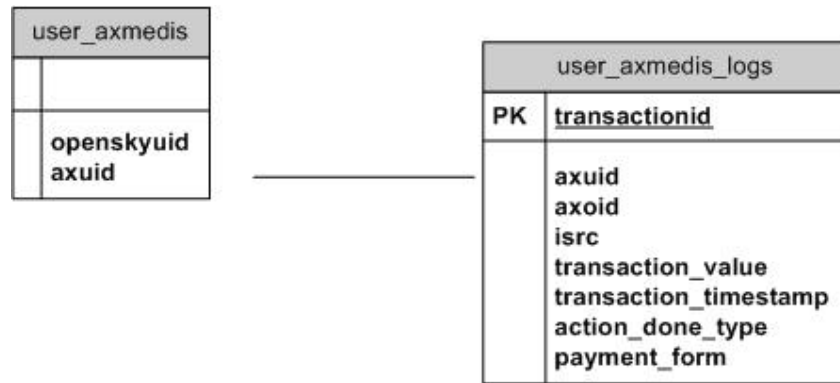 user_axmedis
openskyuid
axuid
user_axmedis_logs
PK transactionid
axuid
axoid
isrc
transaction_value
transaction_timestamp
action_done_type
payment_form